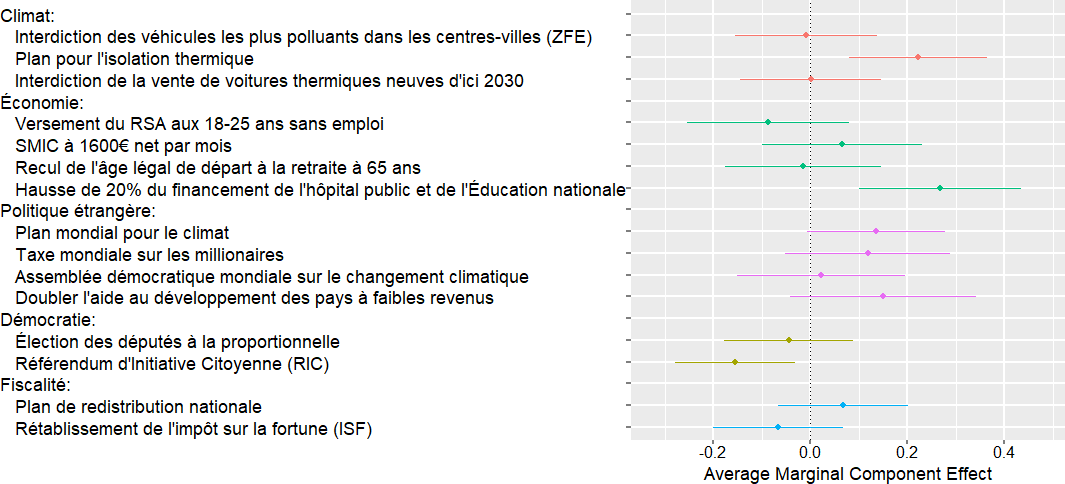 Climat:
Interdiction des véhicules les plus polluants dans les centres-villes (ZFE)
Plan pour l'isolation thermique
Interdiction de la vente de voitures thermiques neuves d'ici 2030
Économie:
Versement du RSA aux 18-25 ans sans emploi
SMIC à 1600€ net par mois
Recul de l'âge légal de départ à la retraite à 65 ans
Hausse de 20% du financement de l'hôpital public et de l'Éducation nationale
Politique étrangère:
Plan mondial pour le climat
Taxe mondiale sur les millionaires
Assemblée démocratique mondiale sur le changement climatique
Doubler l'aide au développement des pays à faibles revenus
Démocratie:
Élection des députés à la proportionnelle
Référendum d'Initiative Citoyenne (RIC)
Fiscalité:
Plan de redistribution nationale
Rétablissement de l'impôt sur la fortune (ISF)
-0.2 0.0 0.2 0.4
Average Marginal Component Effect